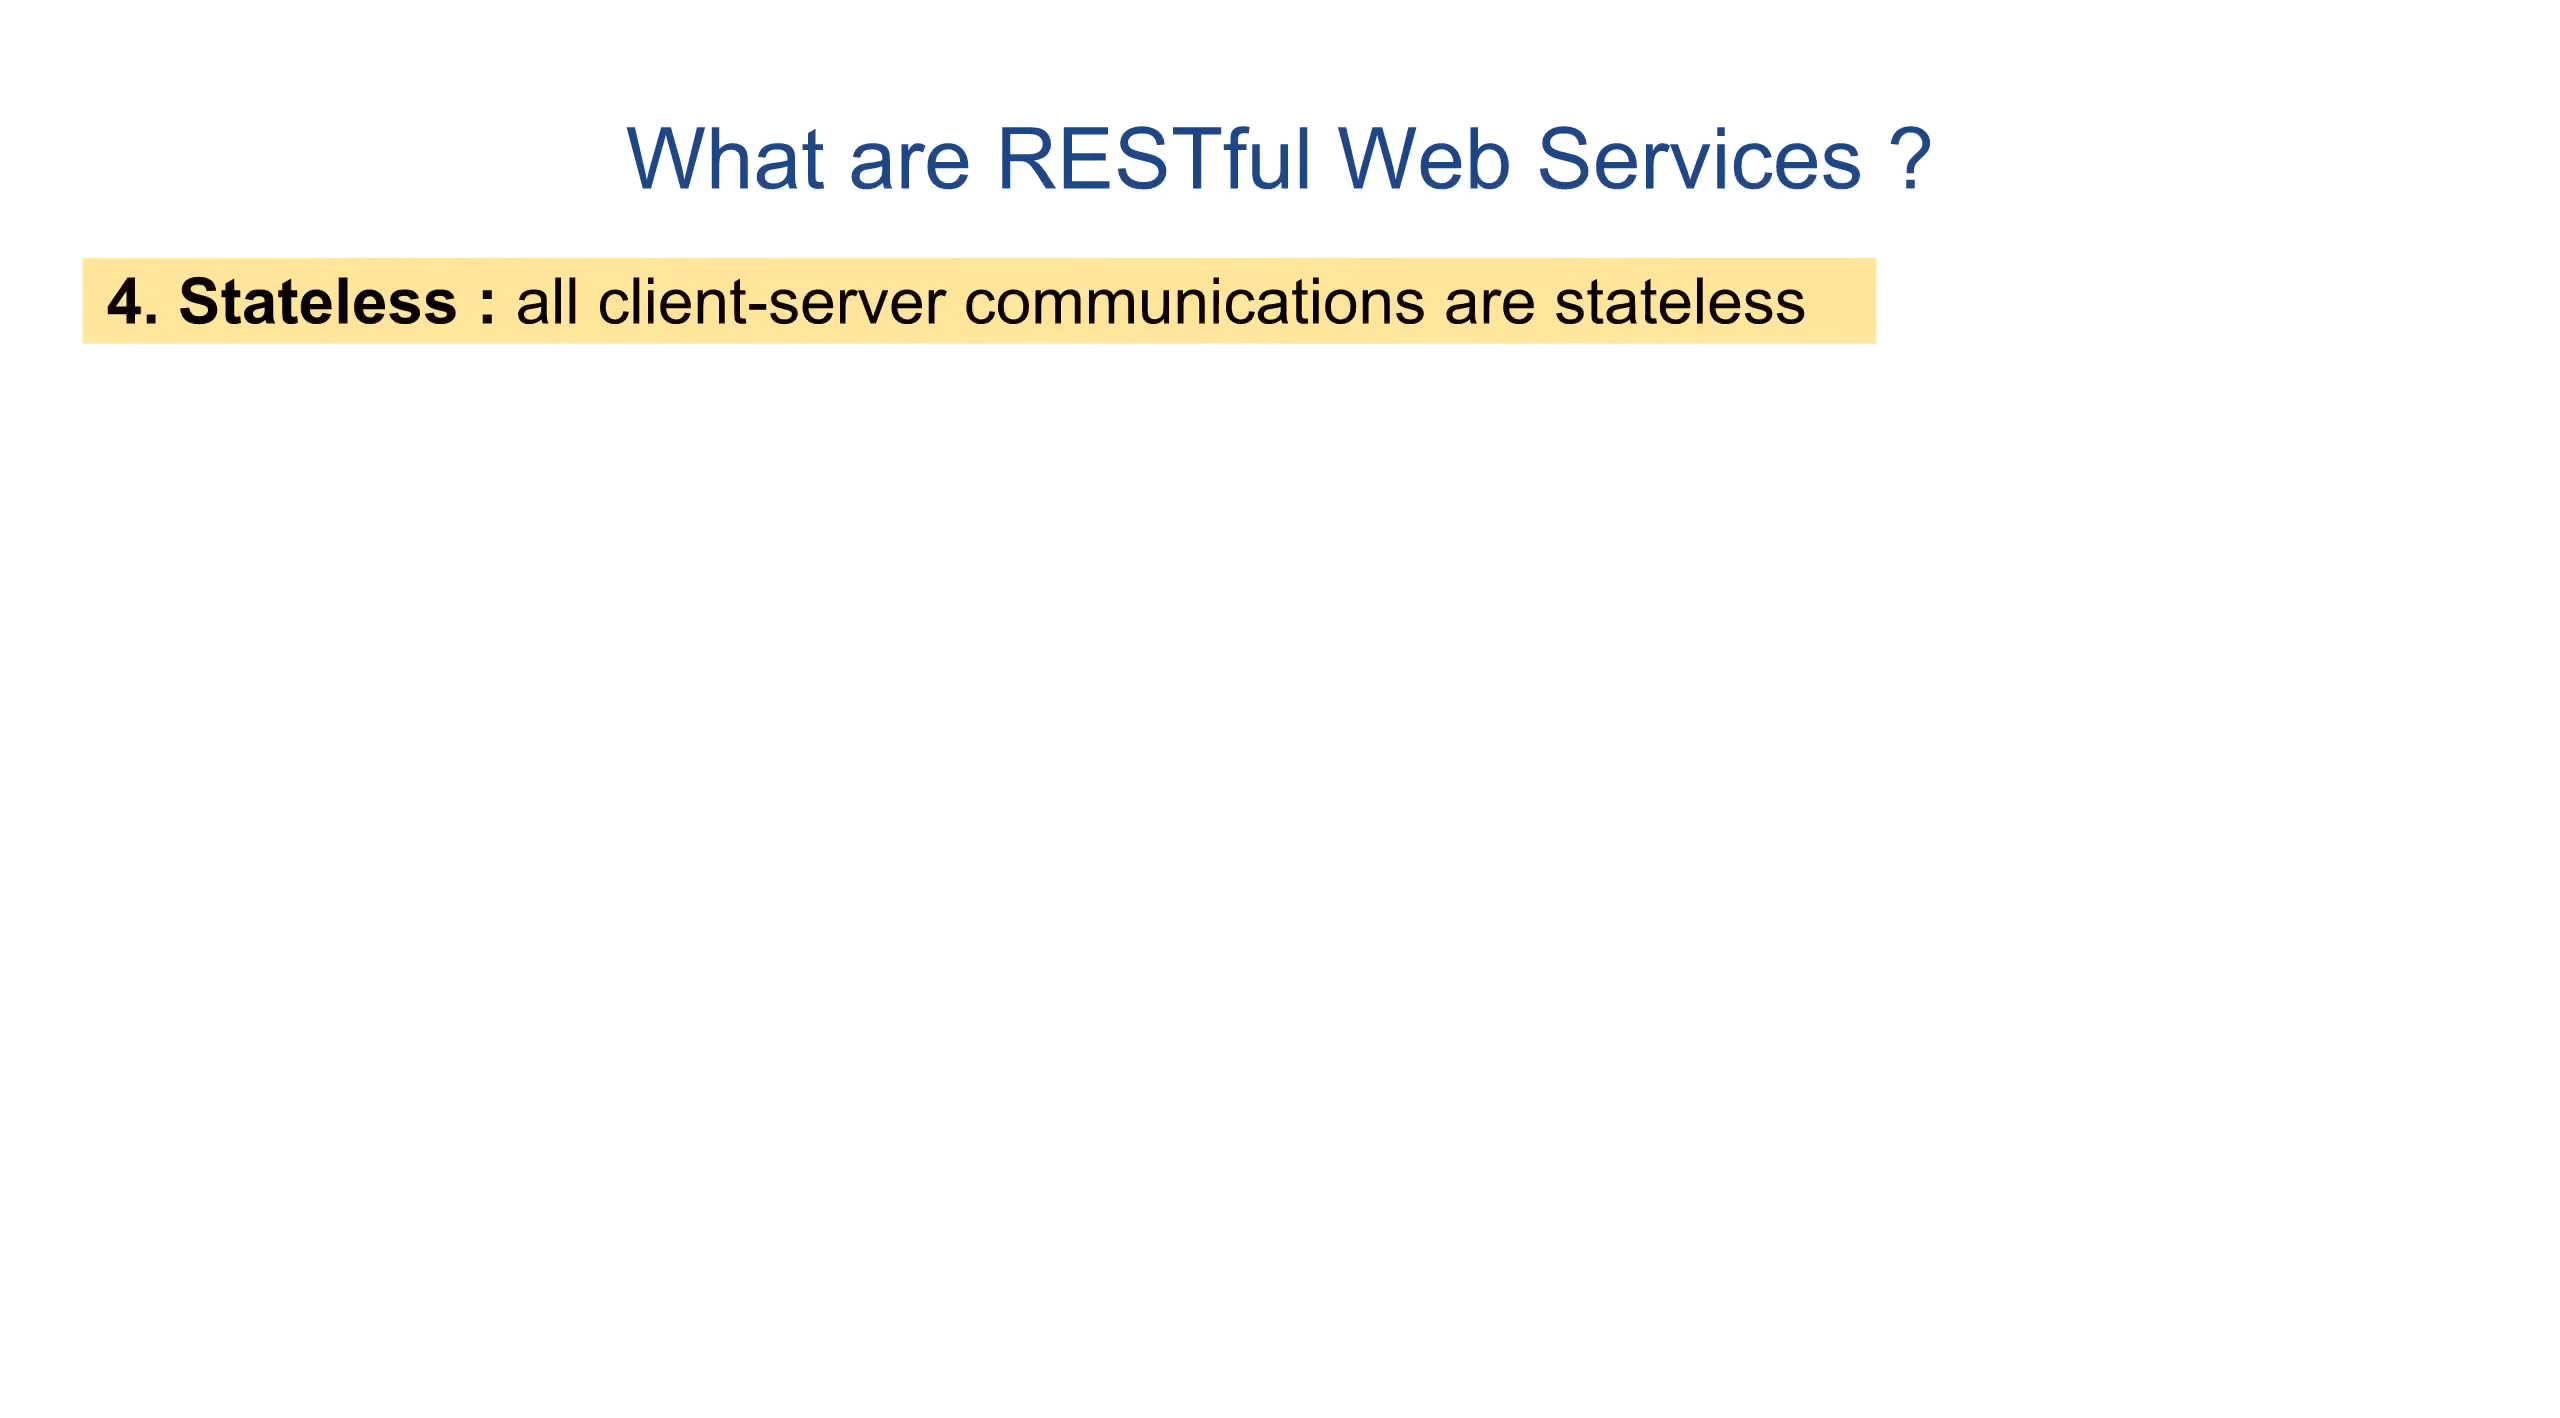 What are RESTful Web Services ?
4. Stateless : all client-server communications are stateless